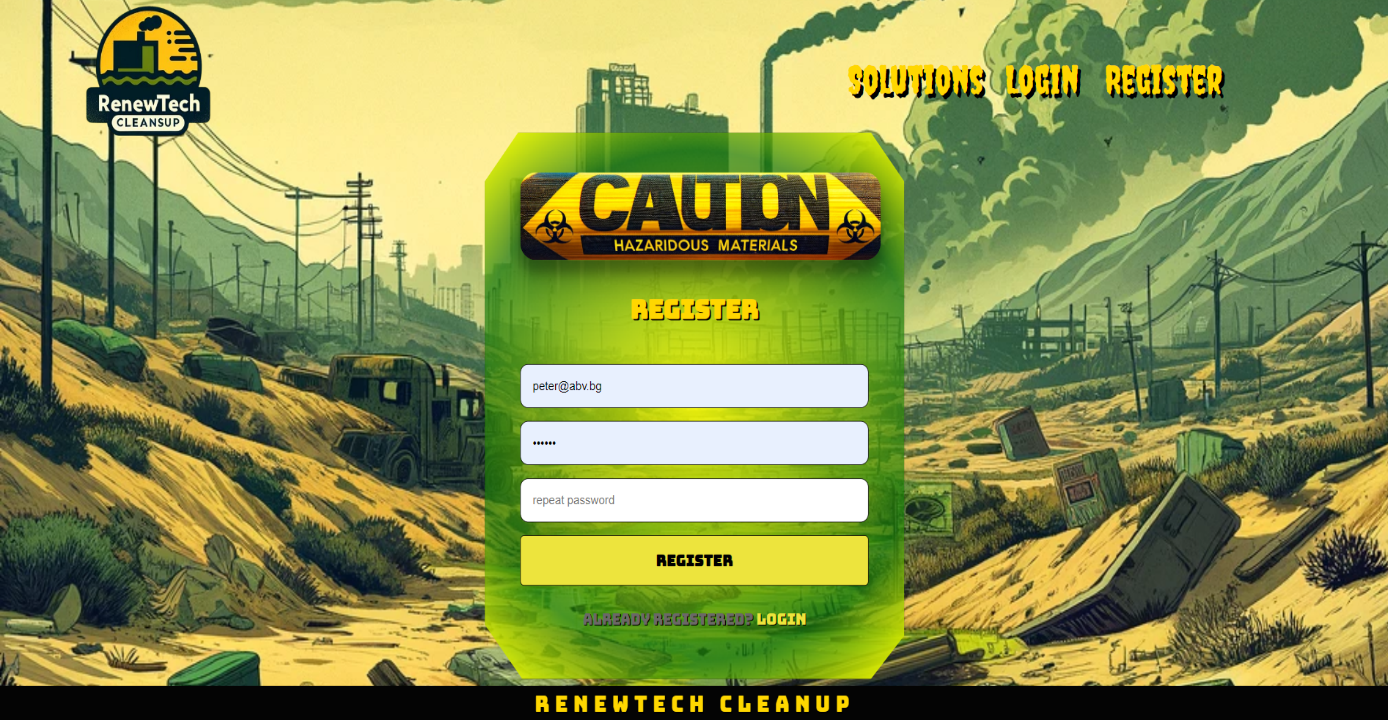 RenewTech
CLEANSUP
SOLUTIONS LOGIN REGISTER
CAUTION
HAZARIDOUS MATERIALS
REGISTER
peter@abv.bg
••••••
repeat password
REGISTER
ALREADY REGISTERED? LOGIN
RENEWTECH CLEANUP